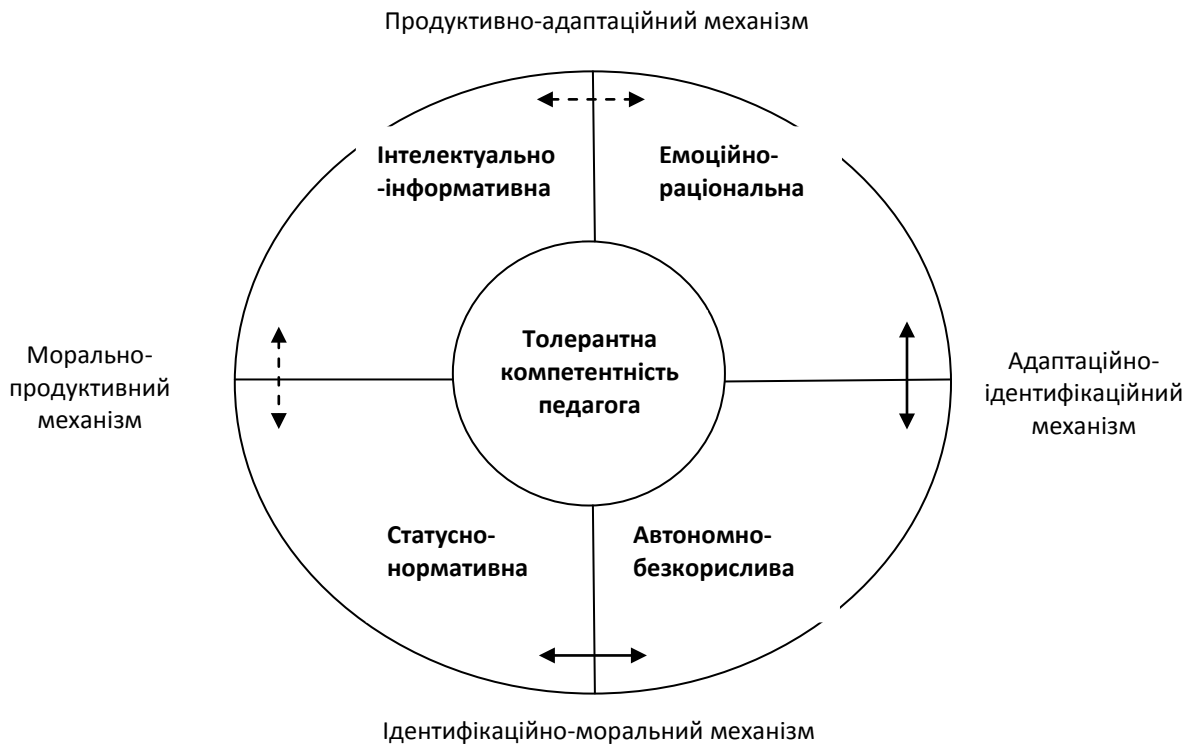 Продуктивно-адаптаційний механізм
Інтелектуально
-інформативна
Емоційно-
раціональна
Морально-
продуктивний
механізм
Толерантна
компетентність
педагога
Адаптаційно-
ідентифікаційний
механізм
Статусно-
нормативна
Автономно-
безкорислива
Ідентифікаційно-моральний механізм